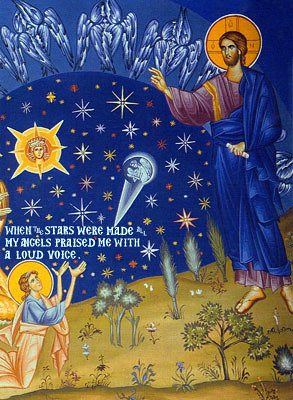 WHEN THE STARS WERE MADE ALL
MY ANGELS PRAISED ME WITH
A LOUD VOICE.